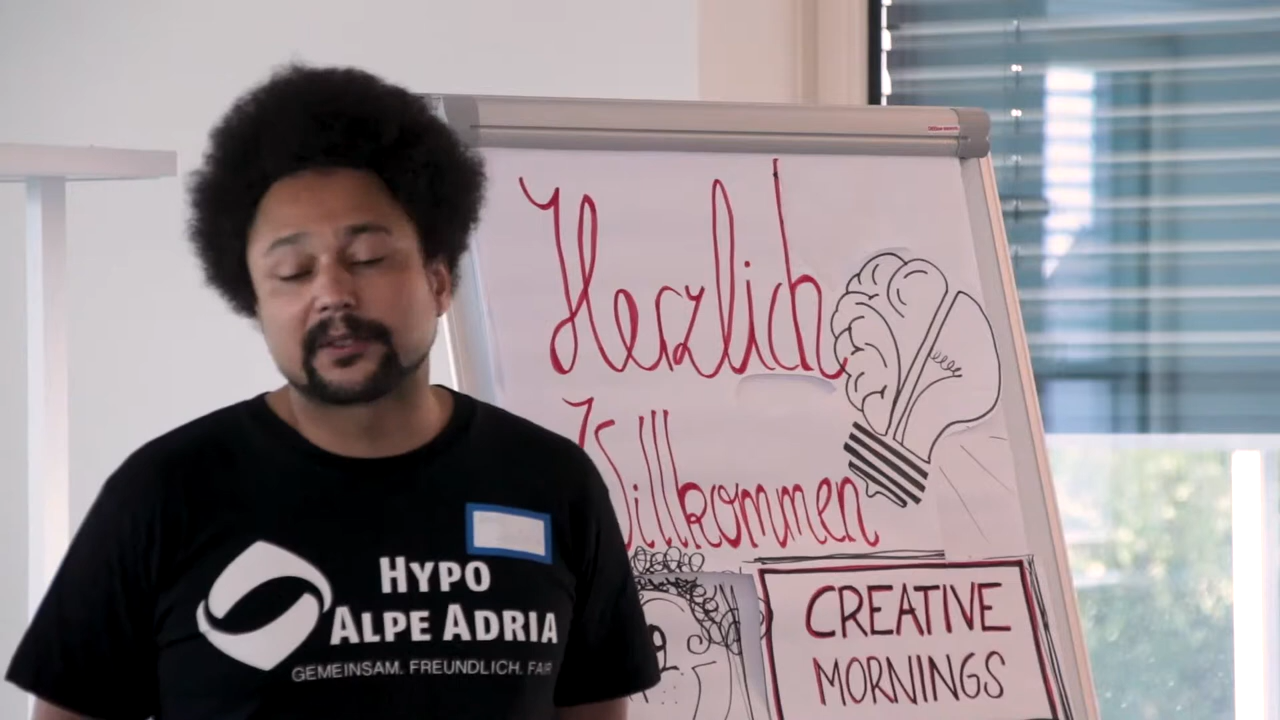 Herzlich
Willkommen
CREATIVE
MORNINGS
HYPO
ALPE ADRIA
GEMEINSAM. FREUNDLICH. FAIR